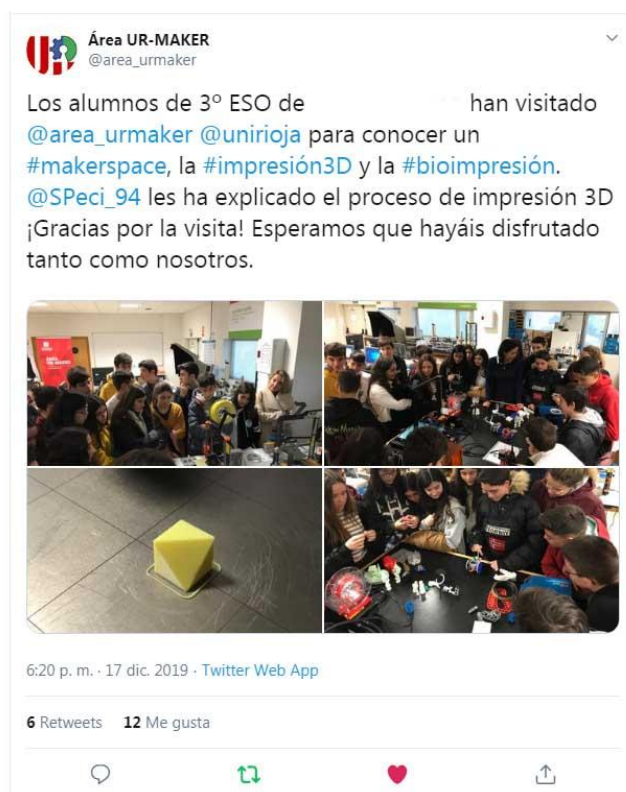 Área UR-MAKER
@area_urmaker
Los alumnos de 3º ESO de han visitado
@area_urmaker @unirioja para conocer un
#makerspace, la #impresión3D y la #bioimpresión.
@SPeci_94 les ha explicado el proceso de impresión 3D
¡Gracias por la visita! Esperamos que hayáis disfrutado
tanto como nosotros.
6:20 p. m. · 17 dic. 2019 · Twitter Web App
6 Retweets 12 Me gusta